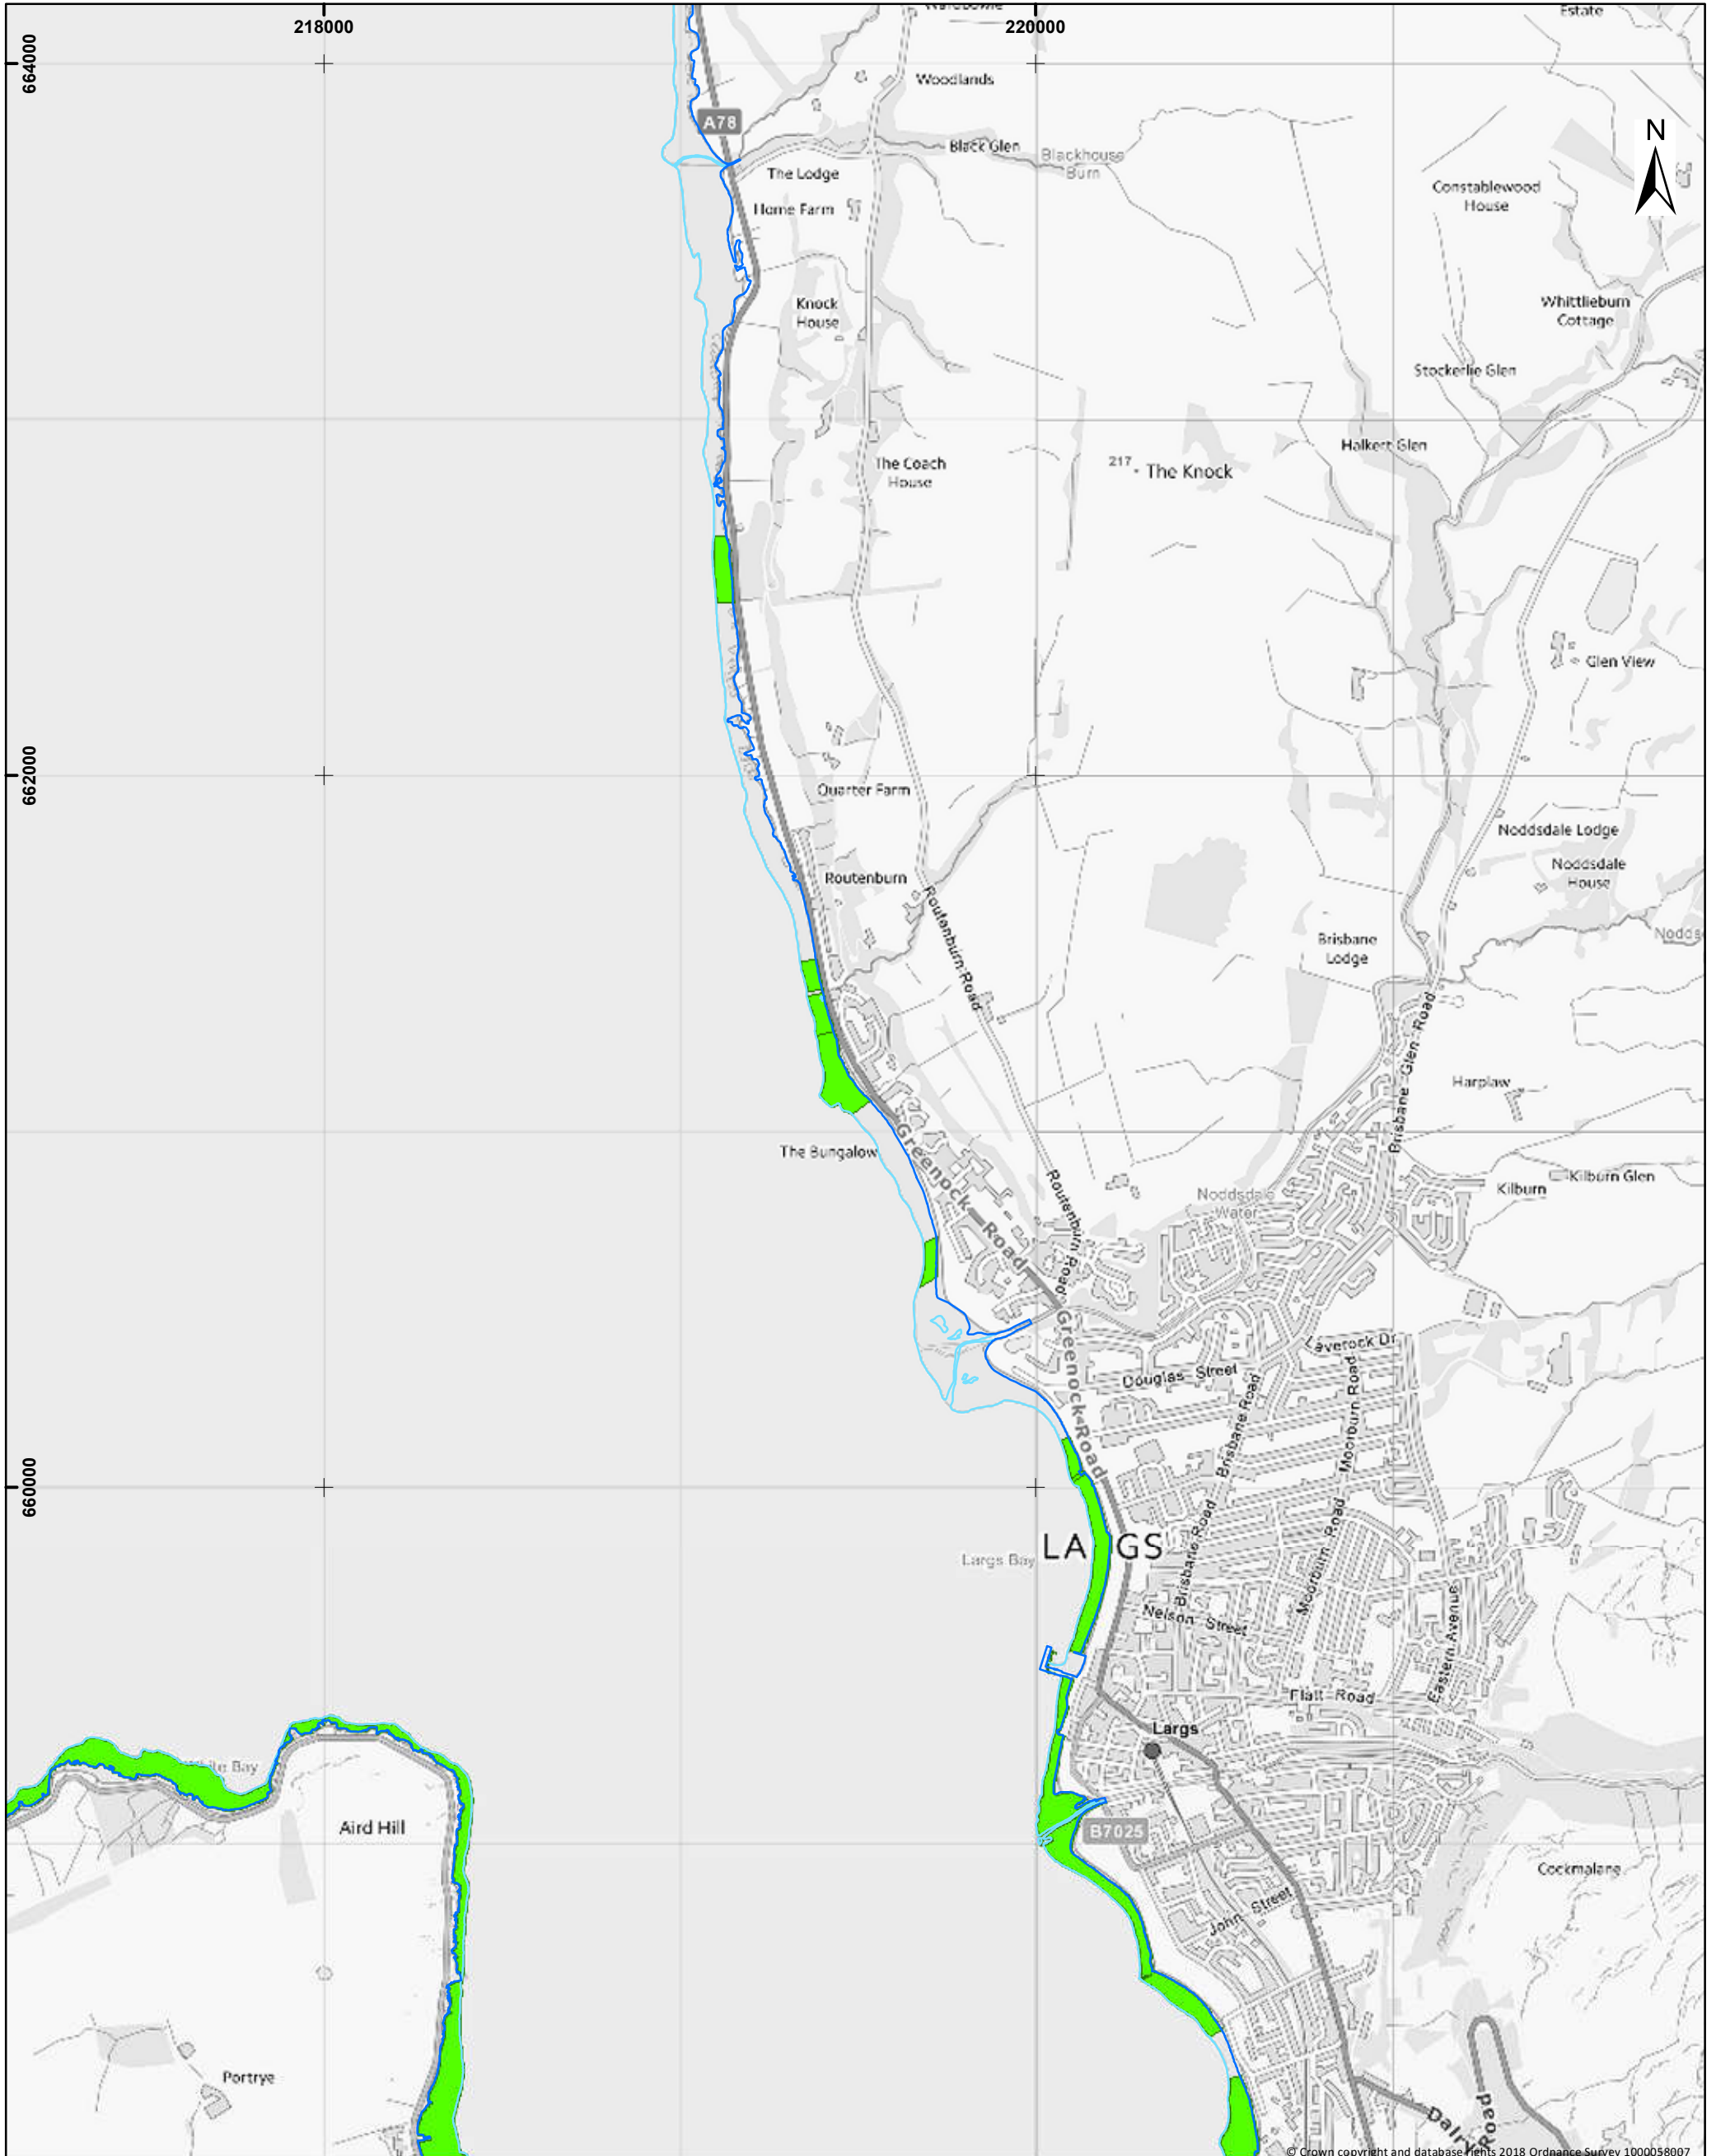 218000
220000
Estate
664000
Woodlands
A78
N
Black Glen
Blackhouse
Burn
The Lodge
Constablewood
House
Home Farm
Knock
House
Whittlieburn
Cottage
Stockerlie Glen
Halkert Glen
The Coach
House
217
The Knock
Glen View
662000
Quarter Farm
Noddsdale Lodge
Noddsdale
House
Routenburn
Routenburn Road
Brisbane
Lodge
Brisbane Glen Road
Harplaw
The Bungalow
Greenock Road
Routenburn Road
Kilburn
Kilburn Glen
Noddsdale
Water
Greenock Road
Laverock Dr
Douglas Street
Brisbane Road
Moorburn Road
660000
LARGS
Largs Bay
Brisbane Road
Moorburn Road
Nelson Street
Eastern Avenue
Flatt Road
Largs
Aird Hill
B7025
Cockmalane
John Street
Portrye
Road
© Crown copyright and database rights 2018 Ordnance Survey 1000058007